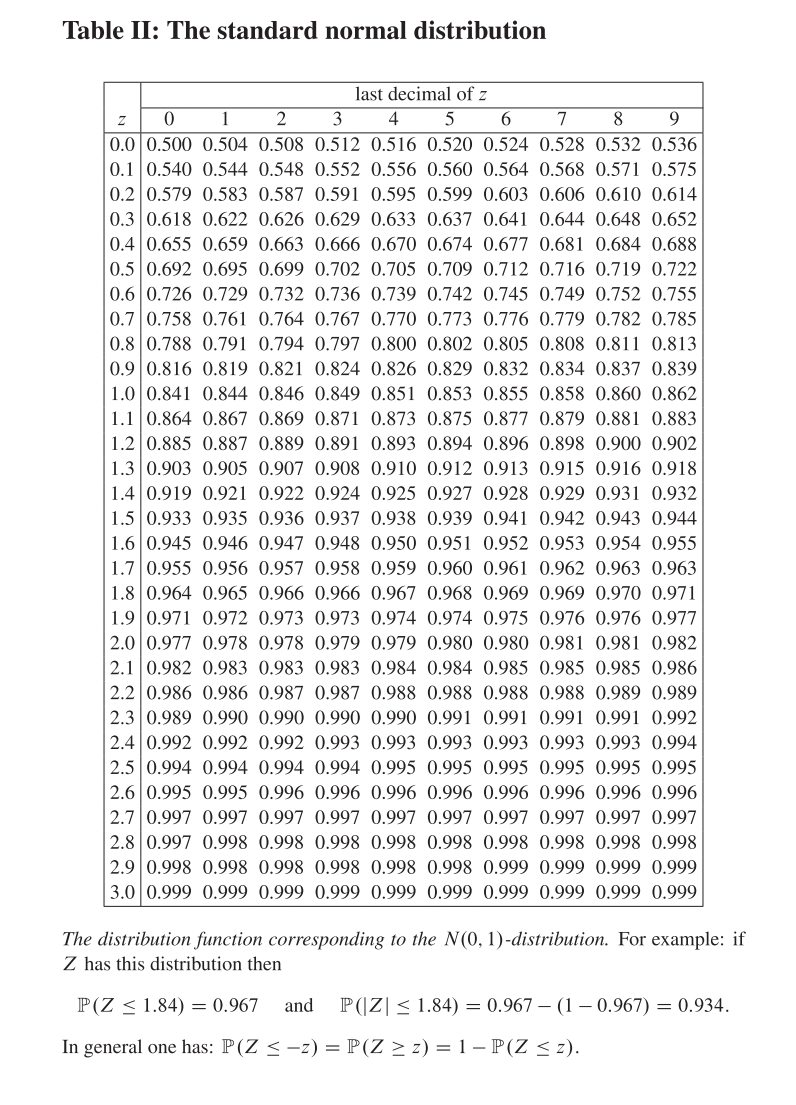 Table II: The standard normal distribution
last decimal of z
z 0 1 2 3 4 5 6 7 8 9
0.0 0.500 0.504 0.508 0.512 0.516 0.520 0.524 0.528 0.532 0.536
0.1 0.540 0.544 0.548 0.552 0.556 0.560 0.564 0.568 0.571 0.575
0.2 0.579 0.583 0.587 0.591 0.595 0.599 0.603 0.606 0.610 0.614
0.3 0.618 0.622 0.626 0.629 0.633 0.637 0.641 0.644 0.648 0.652
0.4 0.655 0.659 0.663 0.666 0.670 0.674 0.677 0.681 0.684 0.688
0.5 0.692 0.695 0.699 0.702 0.705 0.709 0.712 0.716 0.719 0.722
0.6 0.726 0.729 0.732 0.736 0.739 0.742 0.745 0.749 0.752 0.755
0.7 0.758 0.761 0.764 0.767 0.770 0.773 0.776 0.779 0.782 0.785
0.8 0.788 0.791 0.794 0.797 0.800 0.802 0.805 0.808 0.811 0.813
0.9 0.816 0.819 0.821 0.824 0.826 0.829 0.832 0.834 0.837 0.839
1.0 0.841 0.844 0.846 0.849 0.851 0.853 0.855 0.858 0.860 0.862
1.1 0.864 0.867 0.869 0.871 0.873 0.875 0.877 0.879 0.881 0.883
1.2 0.885 0.887 0.889 0.891 0.893 0.894 0.896 0.898 0.900 0.902
1.3 0.903 0.905 0.907 0.908 0.910 0.912 0.913 0.915 0.916 0.918
1.4 0.919 0.921 0.922 0.924 0.925 0.927 0.928 0.929 0.931 0.932
1.5 0.933 0.935 0.936 0.937 0.938 0.939 0.941 0.942 0.943 0.944
1.6 0.945 0.946 0.947 0.948 0.950 0.951 0.952 0.953 0.954 0.955
1.7 0.955 0.956 0.957 0.958 0.959 0.960 0.961 0.962 0.963 0.963
1.8 0.964 0.965 0.966 0.966 0.967 0.968 0.969 0.969 0.970 0.971
1.9 0.971 0.972 0.973 0.973 0.974 0.974 0.975 0.976 0.976 0.977
2.0 0.977 0.978 0.978 0.979 0.979 0.980 0.980 0.981 0.981 0.982
2.1 0.982 0.983 0.983 0.983 0.984 0.984 0.985 0.985 0.985 0.986
2.2 0.986 0.986 0.987 0.987 0.988 0.988 0.988 0.988 0.989 0.989
2.3 0.989 0.990 0.990 0.990 0.990 0.991 0.991 0.991 0.991 0.992
2.4 0.992 0.992 0.992 0.993 0.993 0.993 0.993 0.993 0.993 0.994
2.5 0.994 0.994 0.994 0.994 0.995 0.995 0.995 0.995 0.995 0.995
2.6 0.995 0.995 0.996 0.996 0.996 0.996 0.996 0.996 0.996 0.996
2.7 0.997 0.997 0.997 0.997 0.997 0.997 0.997 0.997 0.997 0.997
2.8 0.997 0.998 0.998 0.998 0.998 0.998 0.998 0.998 0.998 0.998
2.9 0.998 0.998 0.998 0.998 0.998 0.998 0.999 0.999 0.999 0.999
3.0 0.999 0.999 0.999 0.999 0.999 0.999 0.999 0.999 0.999 0.999
The distribution function corresponding to the N(0, 1)-distribution. For example: if
Z has this distribution then
ℙ(Z ≤ 1.84) = 0.967 and ℙ(|Z| ≤ 1.84) = 0.967 − (1 − 0.967) = 0.934.
In general one has: ℙ(Z ≤ −z) = ℙ(Z ≥ z) = 1 − ℙ(Z ≤ z).